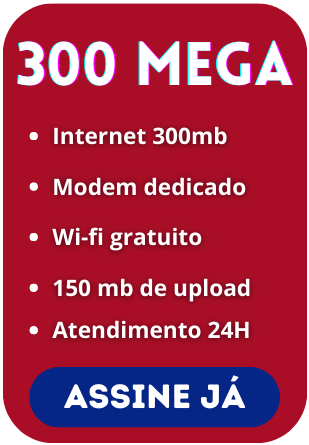 300 MEGA
• Internet 300mb
• Modem dedicado
• Wi-fi gratuito
• 150 mb de upload
• Atendimento 24H
ASSINE JÁ